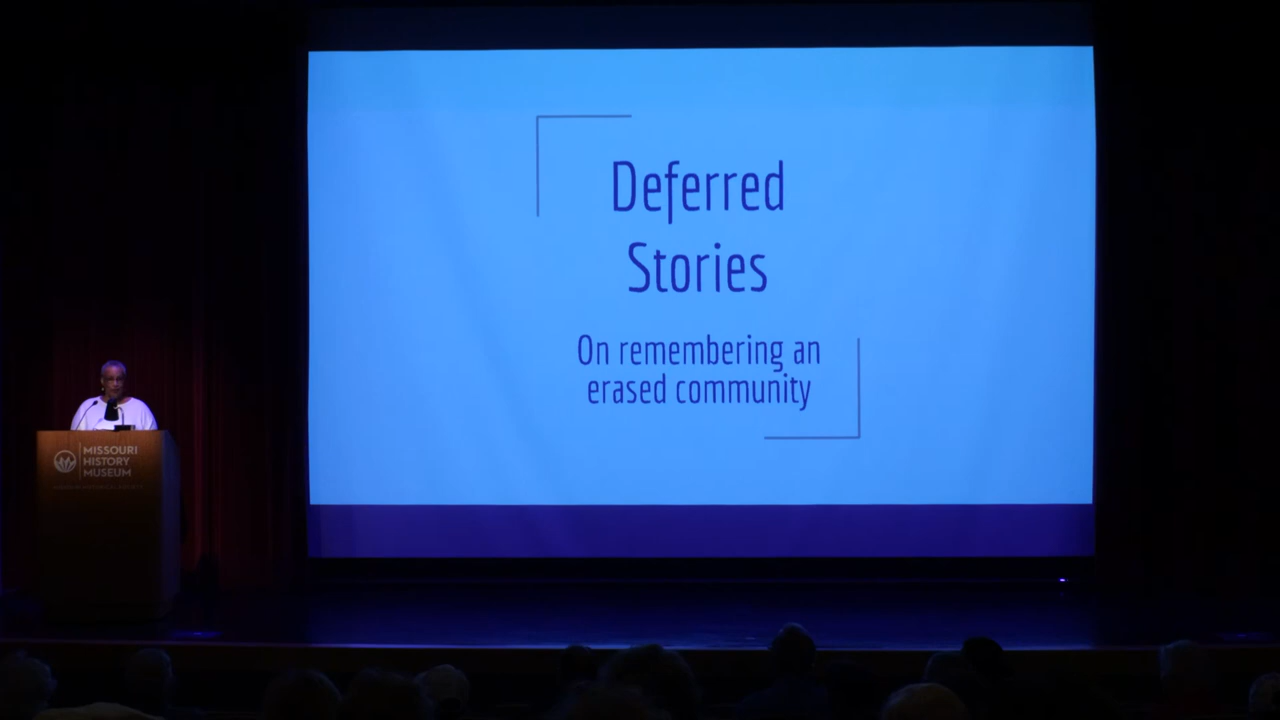 Deferred
Stories
On remembering an
erased community
MISSOURI
HISTORY
MUSEUM